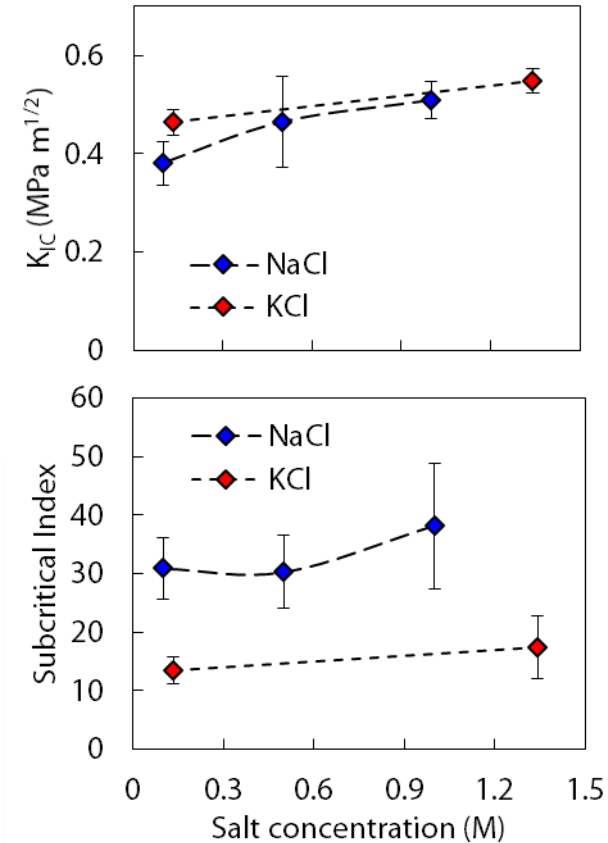 0.6
0.4
0.2
0
K_IC (MPa m^1/2)
NaCl
KCl
60
50
40
30
20
10
0
Subcritical Index
NaCl
KCl
0 0.3 0.6 0.9 1.2 1.5
Salt concentration (M)